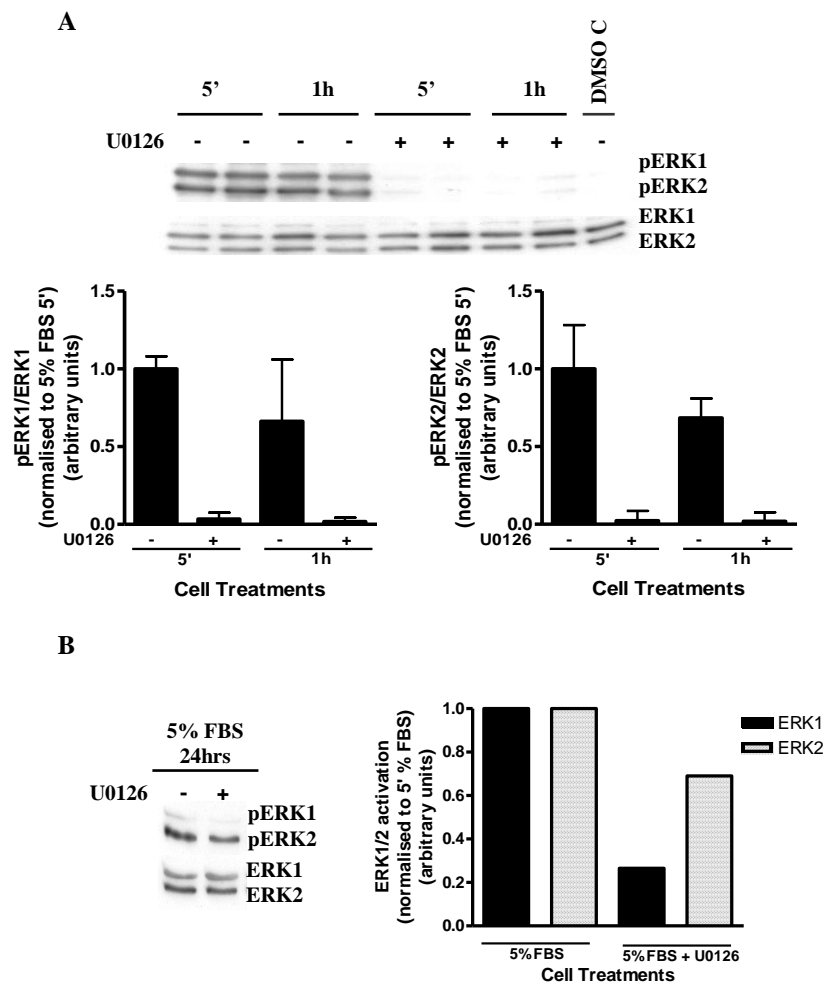 A
DMSO C
5’ 1h 5’ 1h
U0126 - - - - + + + + -
pERK1
pERK2
ERK1
ERK2
pERK1/ERK1
(normalised to 5% FBS 5')
(arbitrary units)
1.5
1.0
0.5
0.0
U0126 - + - +
5' 1h
Cell Treatments
pERK2/ERK2
(normalised to 5% FBS 5')
(arbitrary units)
1.5
1.0
0.5
0.0
U0126 - + - +
5' 1h
Cell Treatments
B
5% FBS
24hrs
U0126 - +
pERK1
pERK2
ERK1
ERK2
ERK1/2 activation
(normalised to 5' % FBS)
(arbitrary units)
1.0
0.8
0.6
0.4
0.2
0.0
5%FBS 5%FBS + U0126
Cell Treatments
ERK1
ERK2